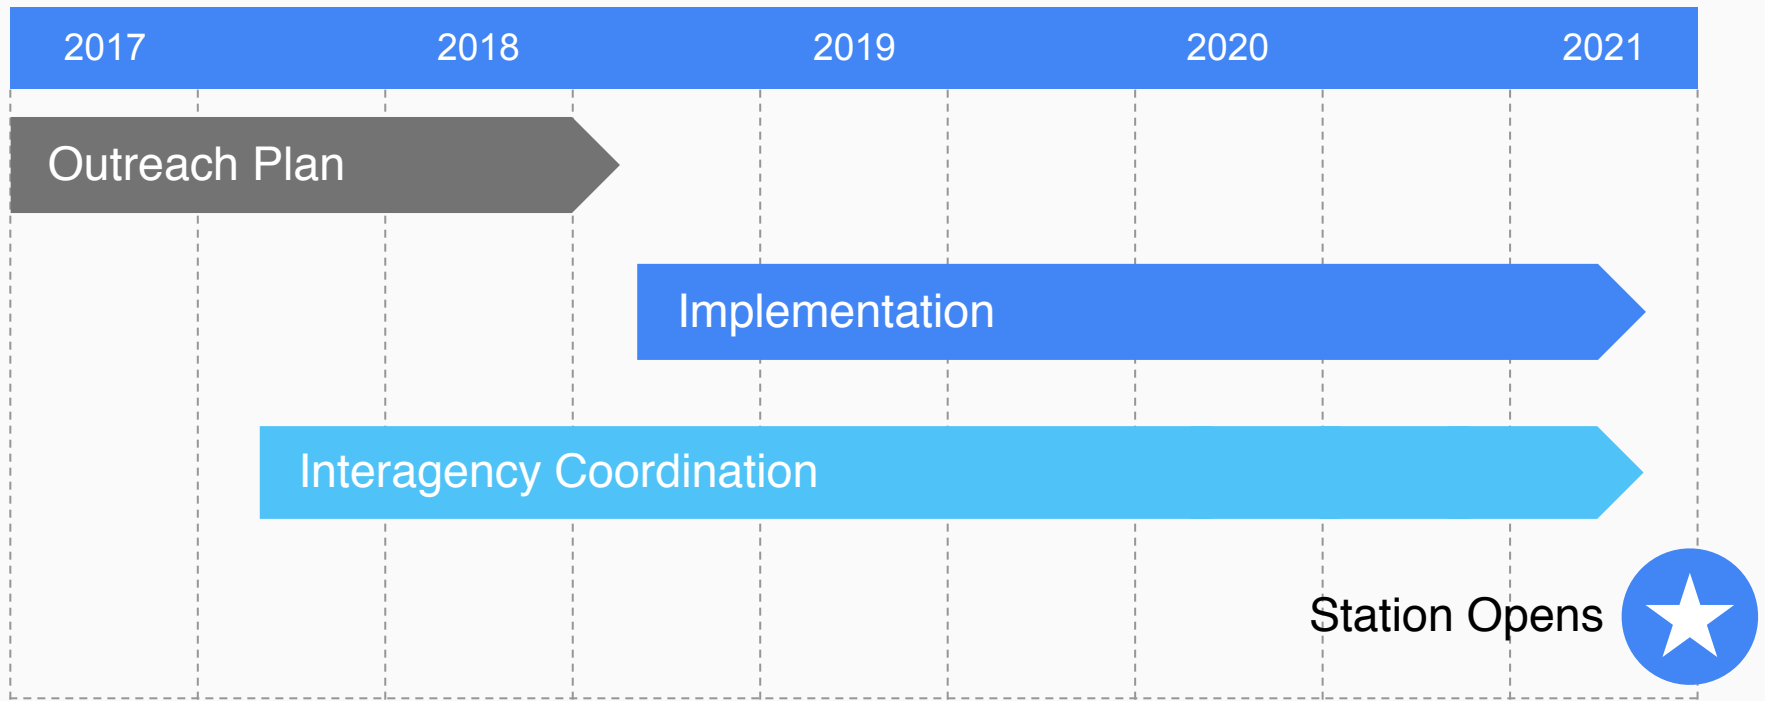 2017 2018 2019 2020 2021
Outreach Plan
Implementation
Interagency Coordination
Station Opens